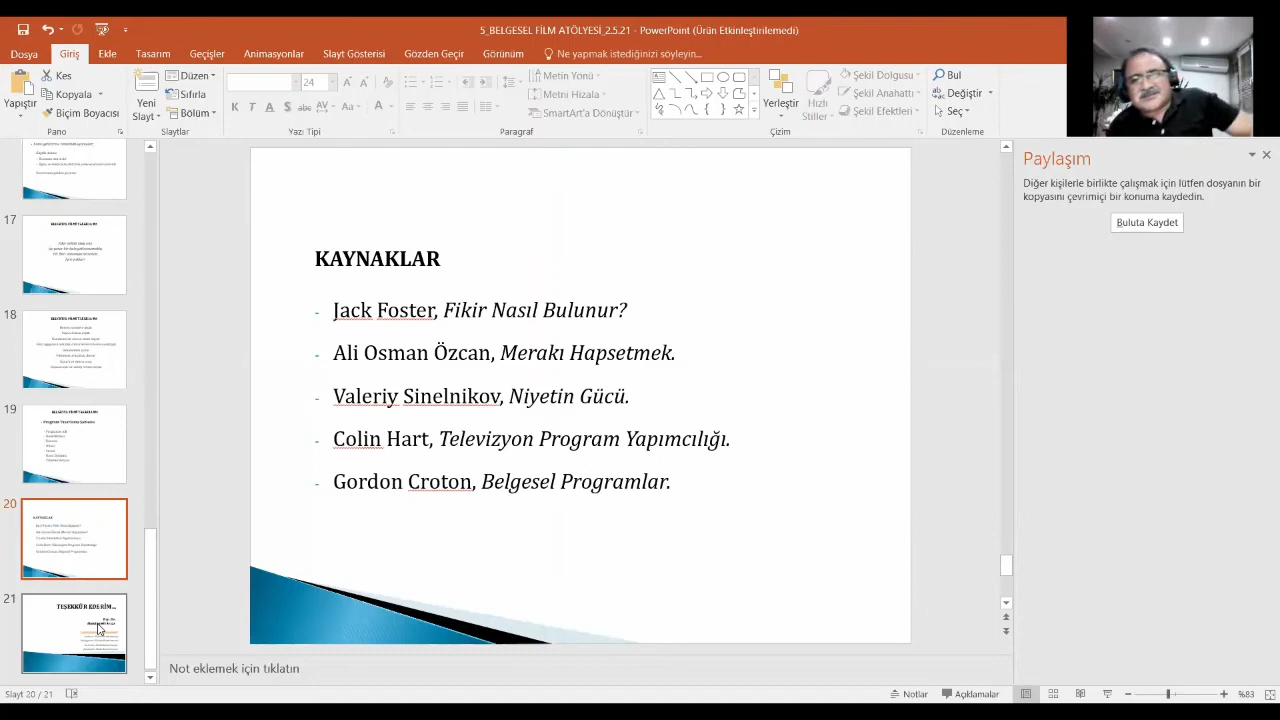 5_BELGESEL FİLM ATÖLYESİ_2.5.21 - PowerPoint (Ürün Etkinleştirilemedi)
Dosya Giriş Ekle Tasarım Geçişler Animasyonlar Slayt Gösterisi Gözden Geçir Görünüm Ne yapmak istediğinizi söyleyin...
Yapıştır
Kes
Kopyala
Biçim Boyacısı
Pano
Yeni Slayt
Düzen
Sıfırla
Bölüm
Slaytlar
24
K T A S abc AV Aa A
Yazı Tipi
Metin Yönü
Metni Hizala
SmartArt'a Dönüştür
Paragraf
Yerleştir
Hızlı Stiller
Şekil Dolgusu
Şekil Anahattı
Şekil Efektleri
Çizim
Bul
Değiştir
Seç
Düzenleme
17
18
19
20
KAYNAKLAR
21
TEŞEKKÜR EDERİM...
KAYNAKLAR
- Jack Foster, Fikir Nasıl Bulunur?
- Ali Osman Özcan, Merakı Hapsetmek.
- Valeriy Sinelnikov, Niyetin Gücü.
- Colin Hart, Televizyon Program Yapımcılığı.
- Gordon Croton, Belgesel Programlar.
Paylaşım
Diğer kişilerle birlikte çalışmak için lütfen dosyanın bir
kopyasını çevrimiçi bir konuma kaydedin.
Buluta Kaydet
Not eklemek için tıklatın
Slayt 20 / 21
Notlar Açıklamalar %83